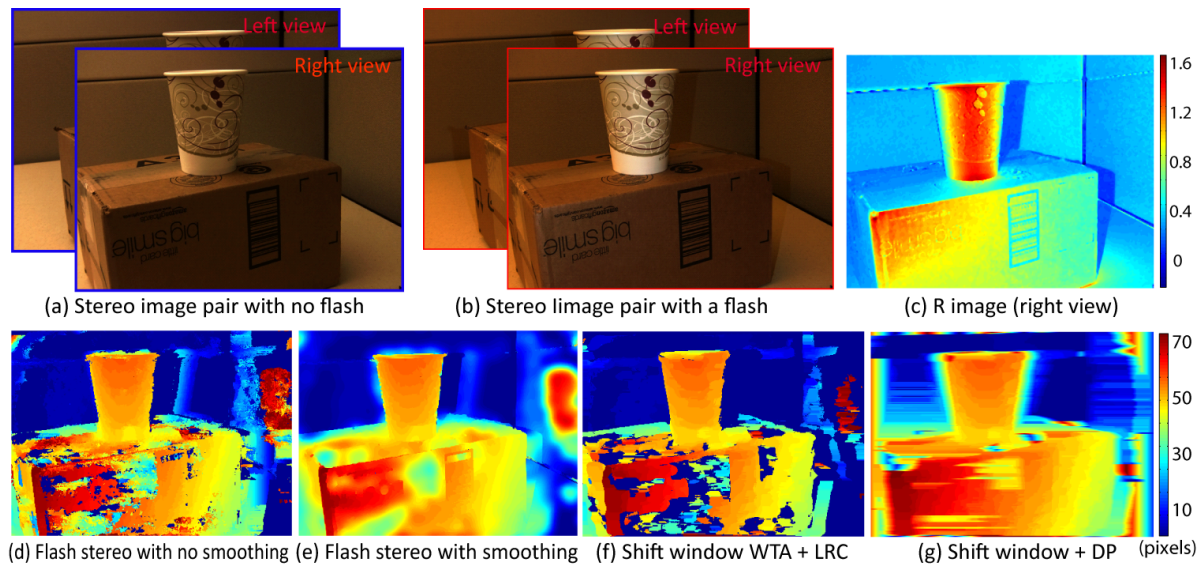 Left view
Right view
Left view
Right view
big smile
big smile
1.6
1.2
0.8
0.4
0
(a) Stereo image pair with no flash
(b) Stereo Iimage pair with a flash
(c) R image (right view)
70
50
30
10
(pixels)
(d) Flash stereo with no smoothing
(e) Flash stereo with smoothing
(f) Shift window WTA + LRC
(g) Shift window + DP